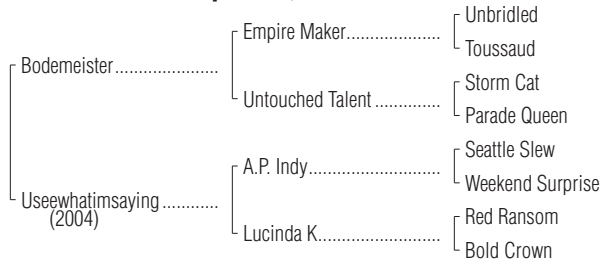 Unbridled
Empire Maker..................
Toussaud
Bodemeister.....................
Storm Cat
Untouched Talent ..............
Parade Queen
Seattle Slew
A.P. Indy..........................
Weekend Surprise
Useewhatimsaying ............
(2004)
Red Ransom
Lucinda K........................
Bold Crown